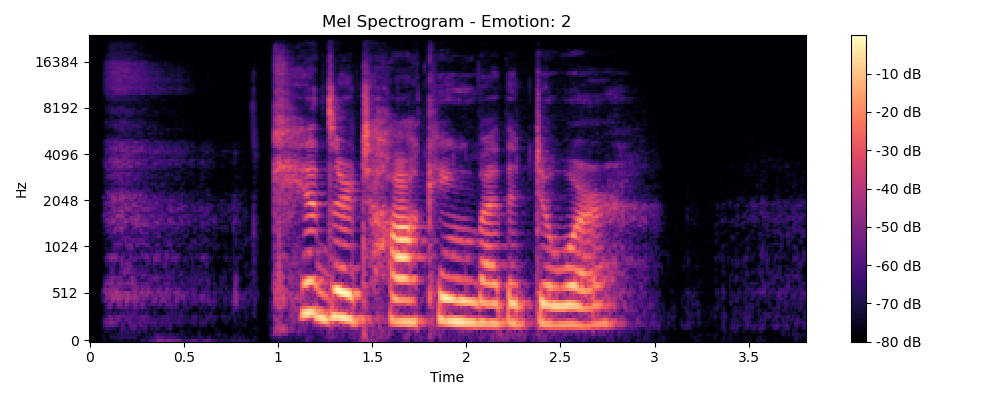 Mel Spectrogram - Emotion: 2
Hz
16384
8192
4096
2048
1024
512
0
0 0.5 1 1.5 2 2.5 3 3.5
Time
-10 dB
-20 dB
-30 dB
-40 dB
-50 dB
-60 dB
-70 dB
-80 dB